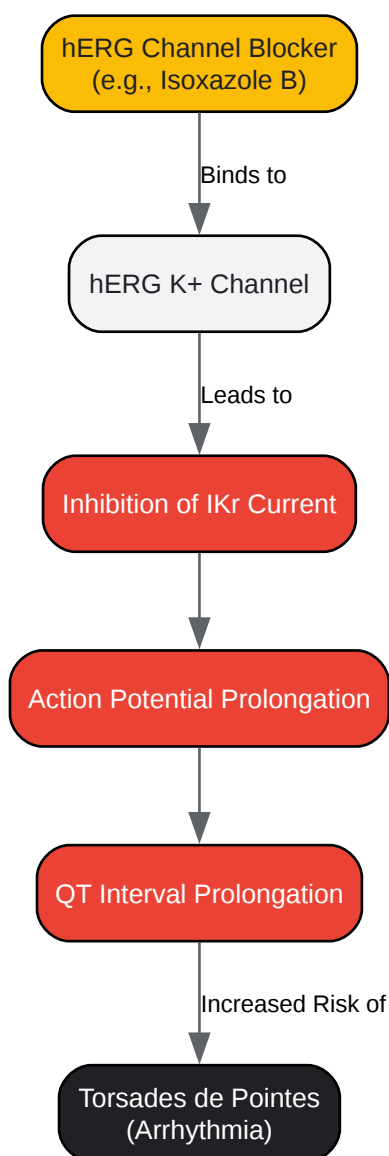 hERG Channel Blocker
(e.g., Isoxazole B)
Binds to
hERG K+ Channel
Leads to
Inhibition of IKr Current
Action Potential Prolongation
QT Interval Prolongation
Increased Risk of
Torsades de Pointes
(Arrhythmia)